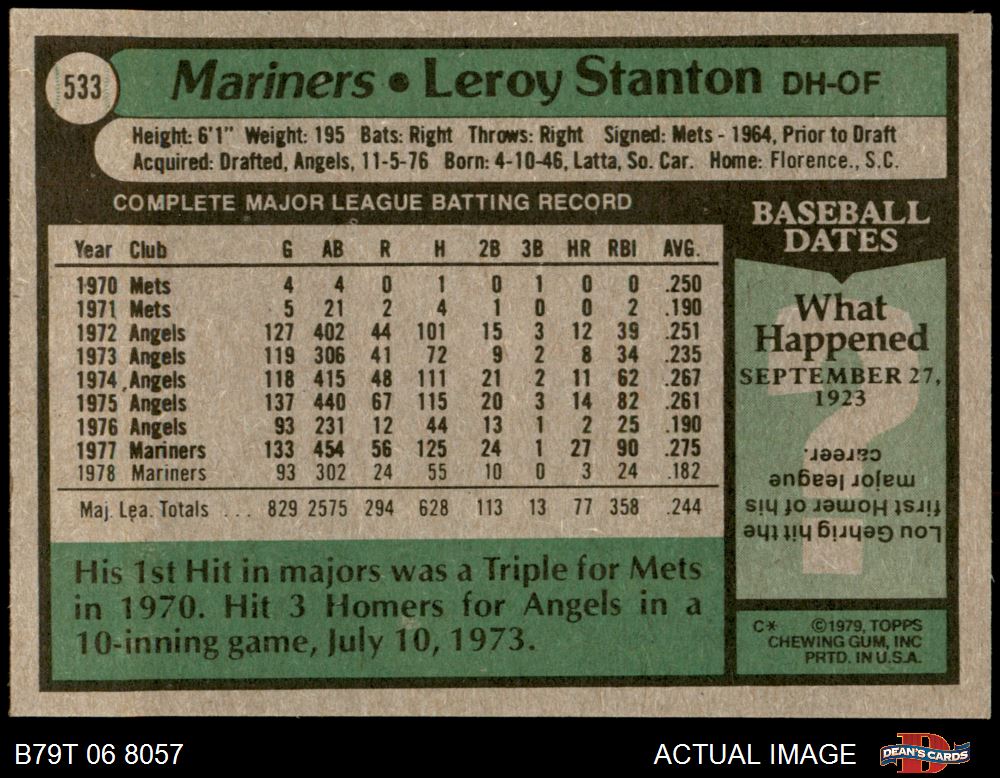 533
Mariners • Leroy Stanton DH-OF
Height: 6'1" Weight: 195 Bats: Right Throws: Right Signed: Mets - 1964, Prior to Draft
Acquired: Drafted, Angels, 11-5-76 Born: 4-10-46, Latta, So. Car. Home: Florence., S.C.
COMPLETE MAJOR LEAGUE BATTING RECORD
Year Club G AB R H 2B 3B HR RBI AVG.
1970 Mets 4 4 0 1 0 1 0 0 .250
1971 Mets 5 21 2 4 1 0 0 2 .190
1972 Angels 127 402 44 101 15 3 12 39 .251
1973 Angels 119 306 41 72 9 2 8 34 .235
1974 Angels 118 415 48 111 21 2 11 62 .267
1975 Angels 137 440 67 115 20 3 14 82 .261
1976 Angels 93 231 12 44 13 1 2 25 .190
1977 Mariners 133 454 56 125 24 1 27 90 .275
1978 Mariners 93 302 24 55 10 0 3 24 .182
Maj. Lea. Totals ... 829 2575 294 628 113 13 77 358 .244
His 1st Hit in majors was a Triple for Mets
in 1970. Hit 3 Homers for Angels in a
10-inning game, July 10, 1973.
BASEBALL
DATES
What
Happened
SEPTEMBER 27,
1923
?
Lou Gehrig hit the
first Homer of his
major league
career.
C* ©1979, TOPPS
CHEWING GUM, INC
PRTD. IN U.S.A.
B79T 06 8057
ACTUAL IMAGE
D
DEAN'S CARDS